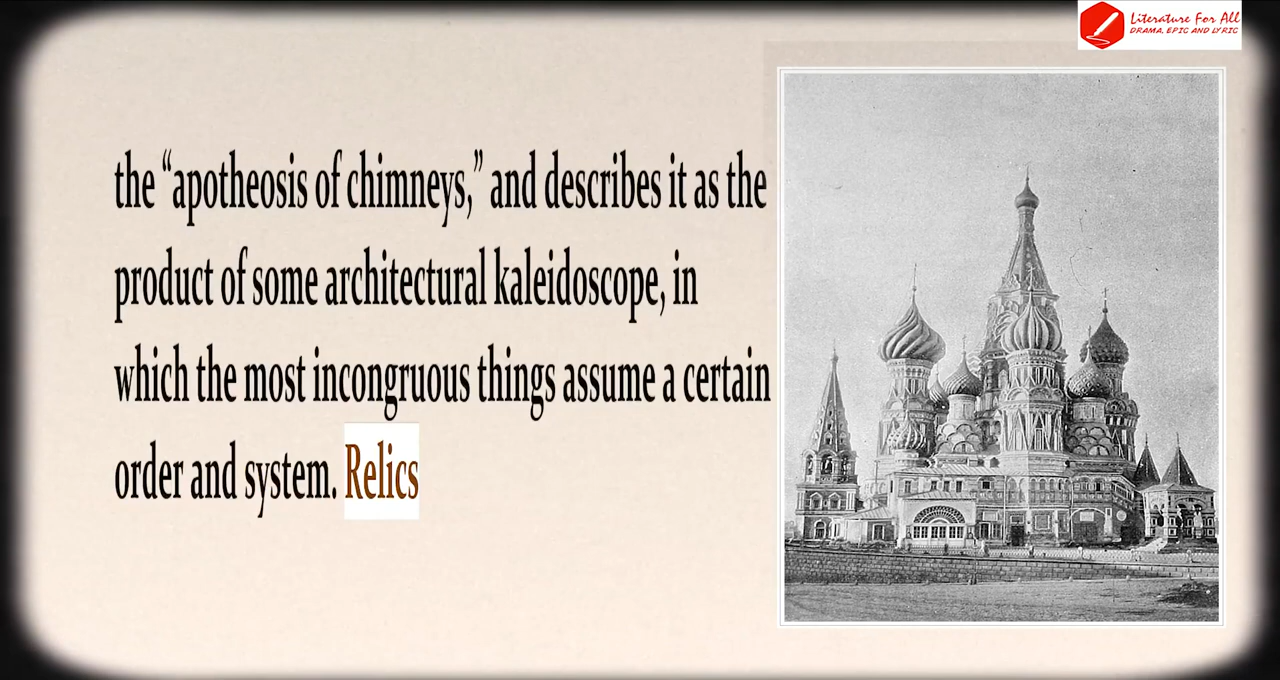 Literature For All
DRAMA, EPIC AND LYRIC
the “apotheosis of chimneys,” and describes it as the
product of some architectural kaleidoscope, in
which the most incongruous things assume a certain
order and system. Relics